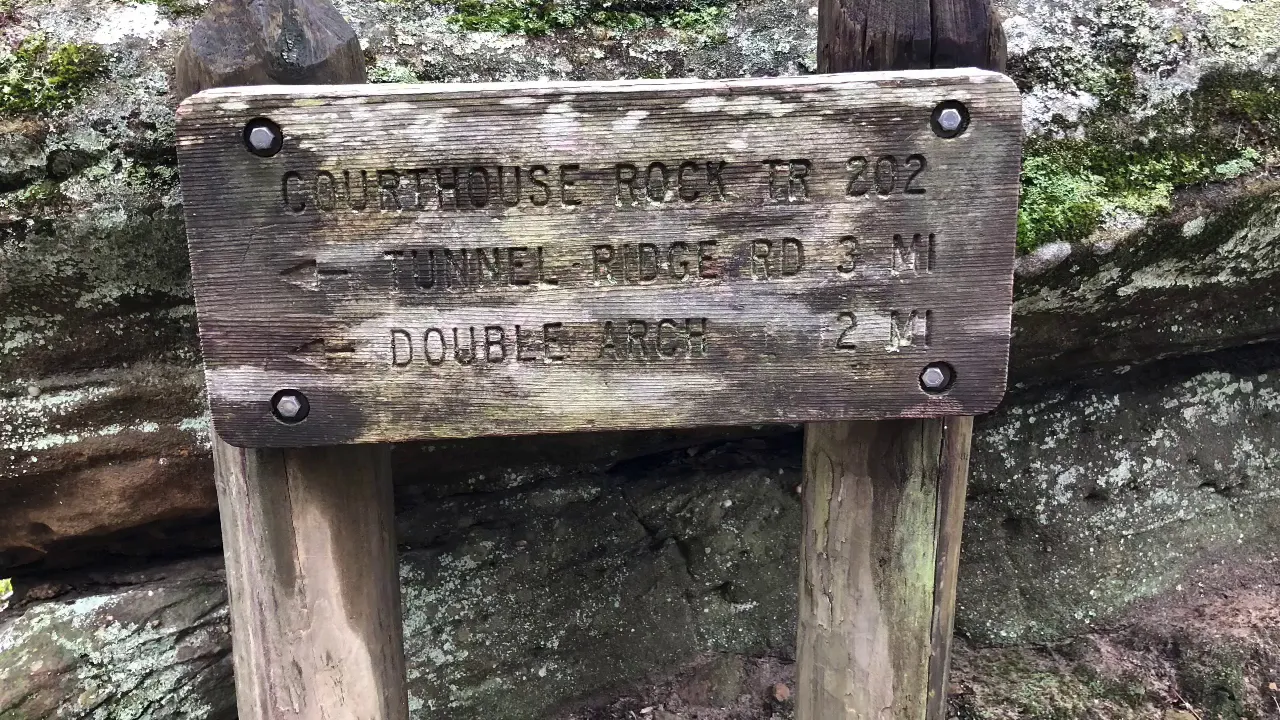 COURTHOUSE ROCK TR 202
← TUNNEL RIDGE RD 3 MI
← DOUBLE ARCH 2 MI